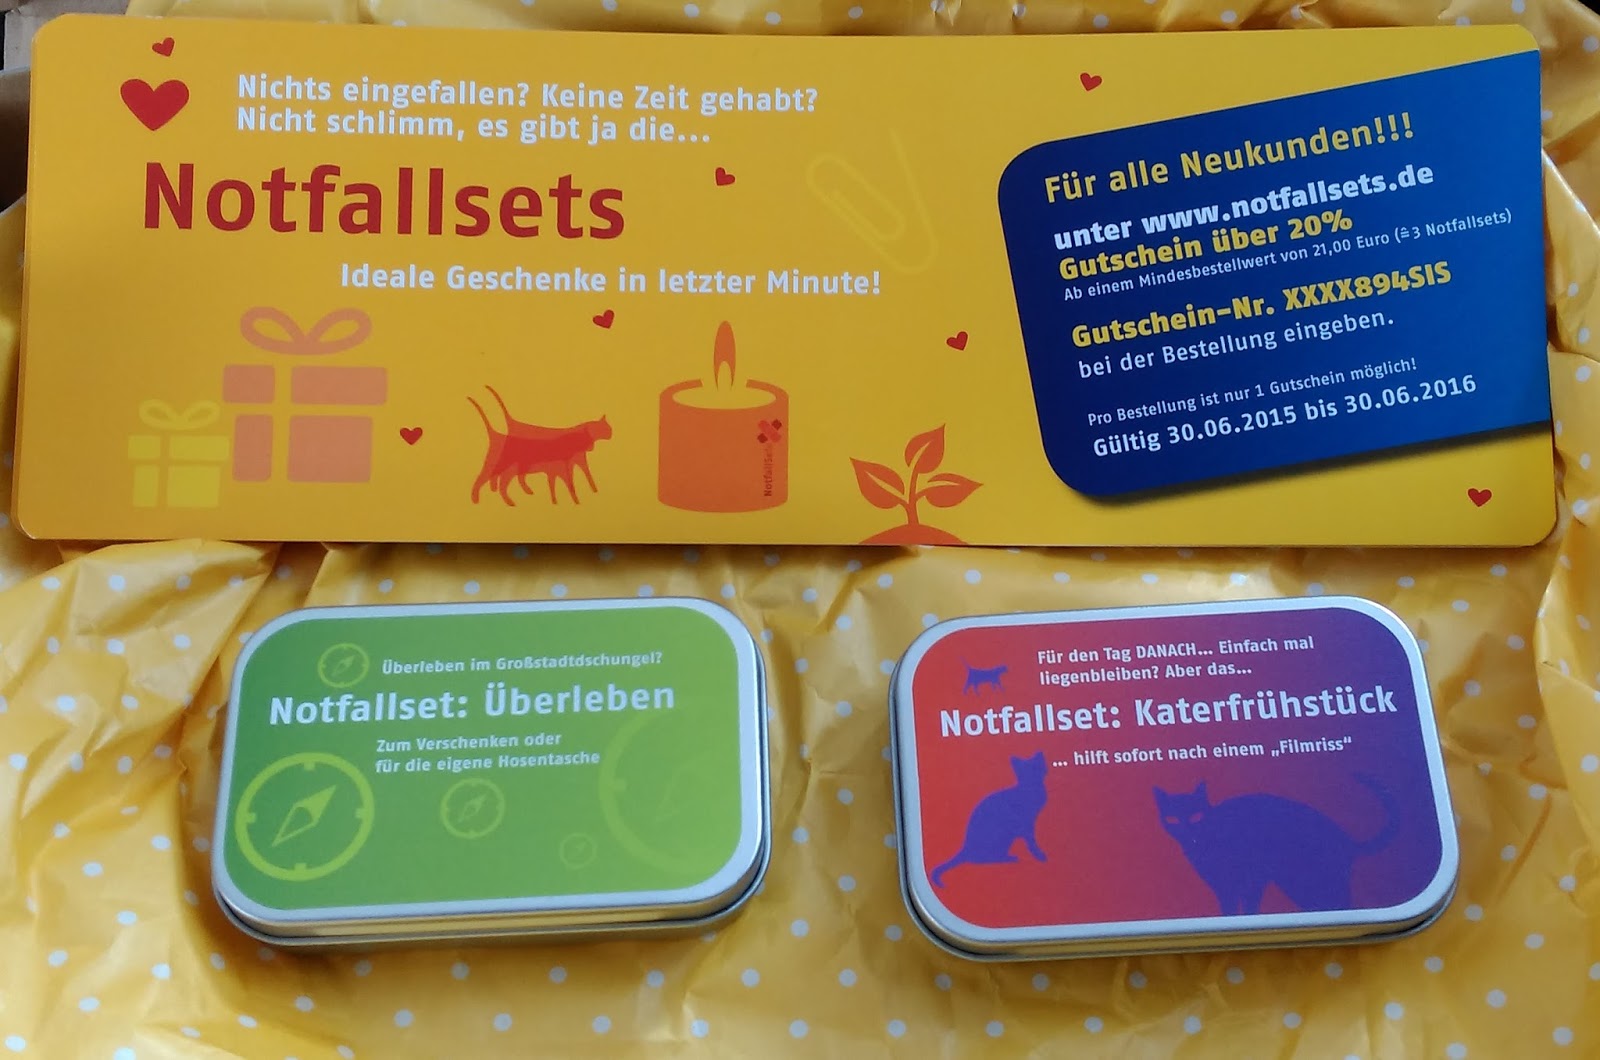 Nichts eingefallen? Keine Zeit gehabt?
Nicht schlimm, es gibt ja die...
Notfallsets
Ideale Geschenke in letzter Minute!
Notfallsets
Für alle Neukunden!!!
unter www.notfallsets.de
Gutschein über 20%
Ab einem Mindesbestellwert von 21,00 Euro (≙3 Notfallsets)
Gutschein-Nr. XXXX894SIS
bei der Bestellung eingeben.
Pro Bestellung ist nur 1 Gutschein möglich!
Gültig 30.06.2015 bis 30.06.2016
Überleben im Großstadtdschungel?
Notfallset: Überleben
Zum Verschenken oder
für die eigene Hosentasche
Für den Tag DANACH... Einfach mal
liegenbleiben? Aber das...
Notfallset: Katerfrühstück
... hilft sofort nach einem „Filmriss“